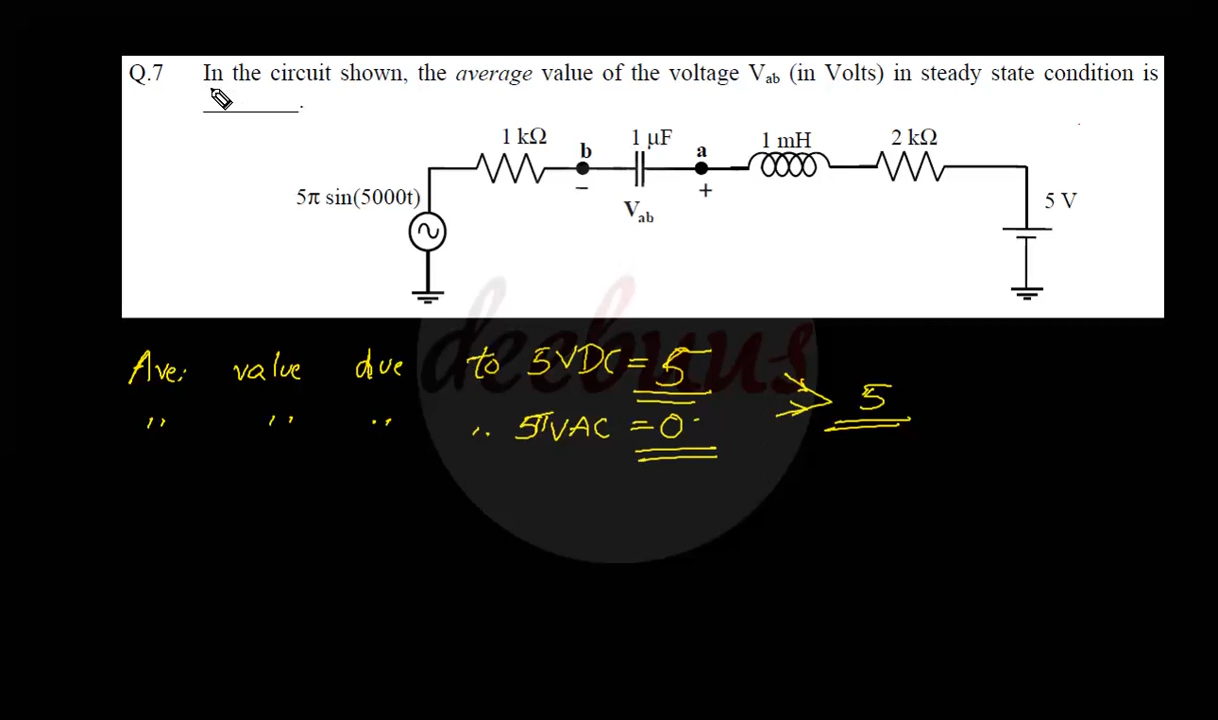 Q.7 In the circuit shown, the average value of the voltage Vab (in Volts) in steady state condition is
________.
1 kΩ
b
1 μF
a
1 mH
2 kΩ
5π sin(5000t)
−
+
5 V
Vab
Ave: value due to 5VDC = 5
'' '' '' '' 5πVAC = 0
5
deebuus